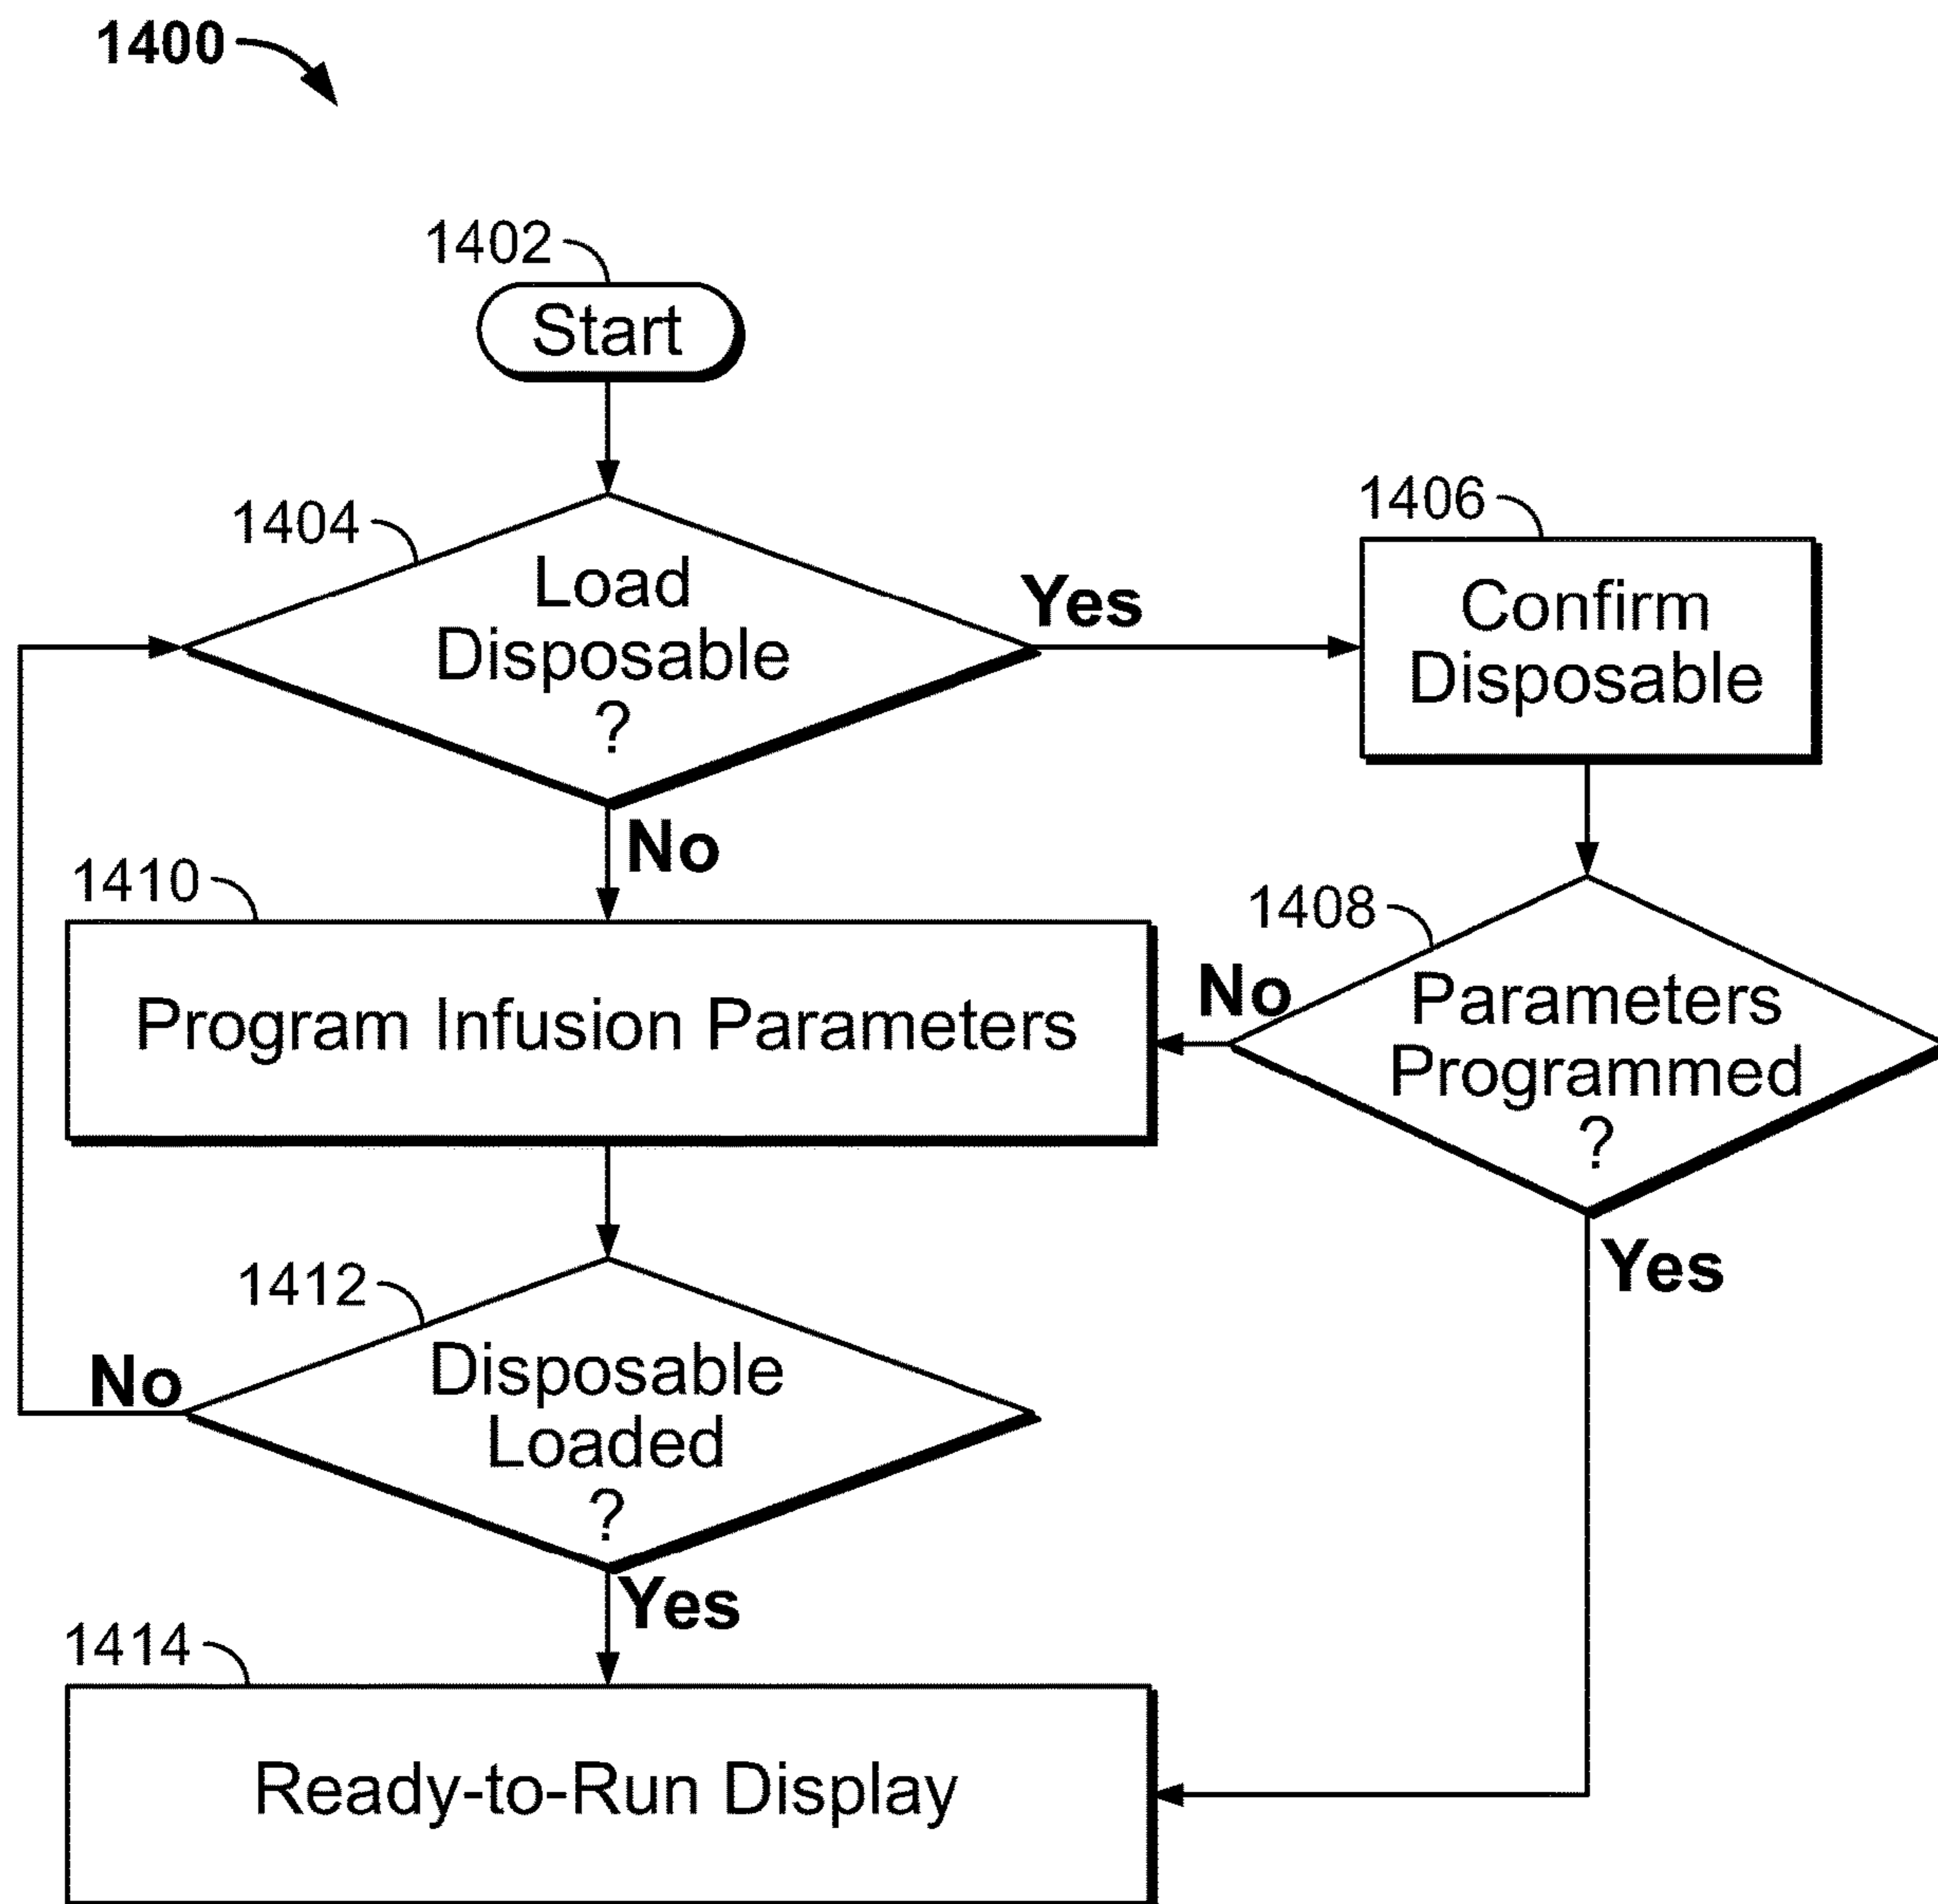 1400
1402
Start
1404
Load
Disposable
?
Yes
1406
Confirm
Disposable
No
1410
Program Infusion Parameters
1408
Parameters
Programmed
?
No
Yes
1412
Disposable
Loaded
?
No
Yes
1414
Ready-to-Run Display